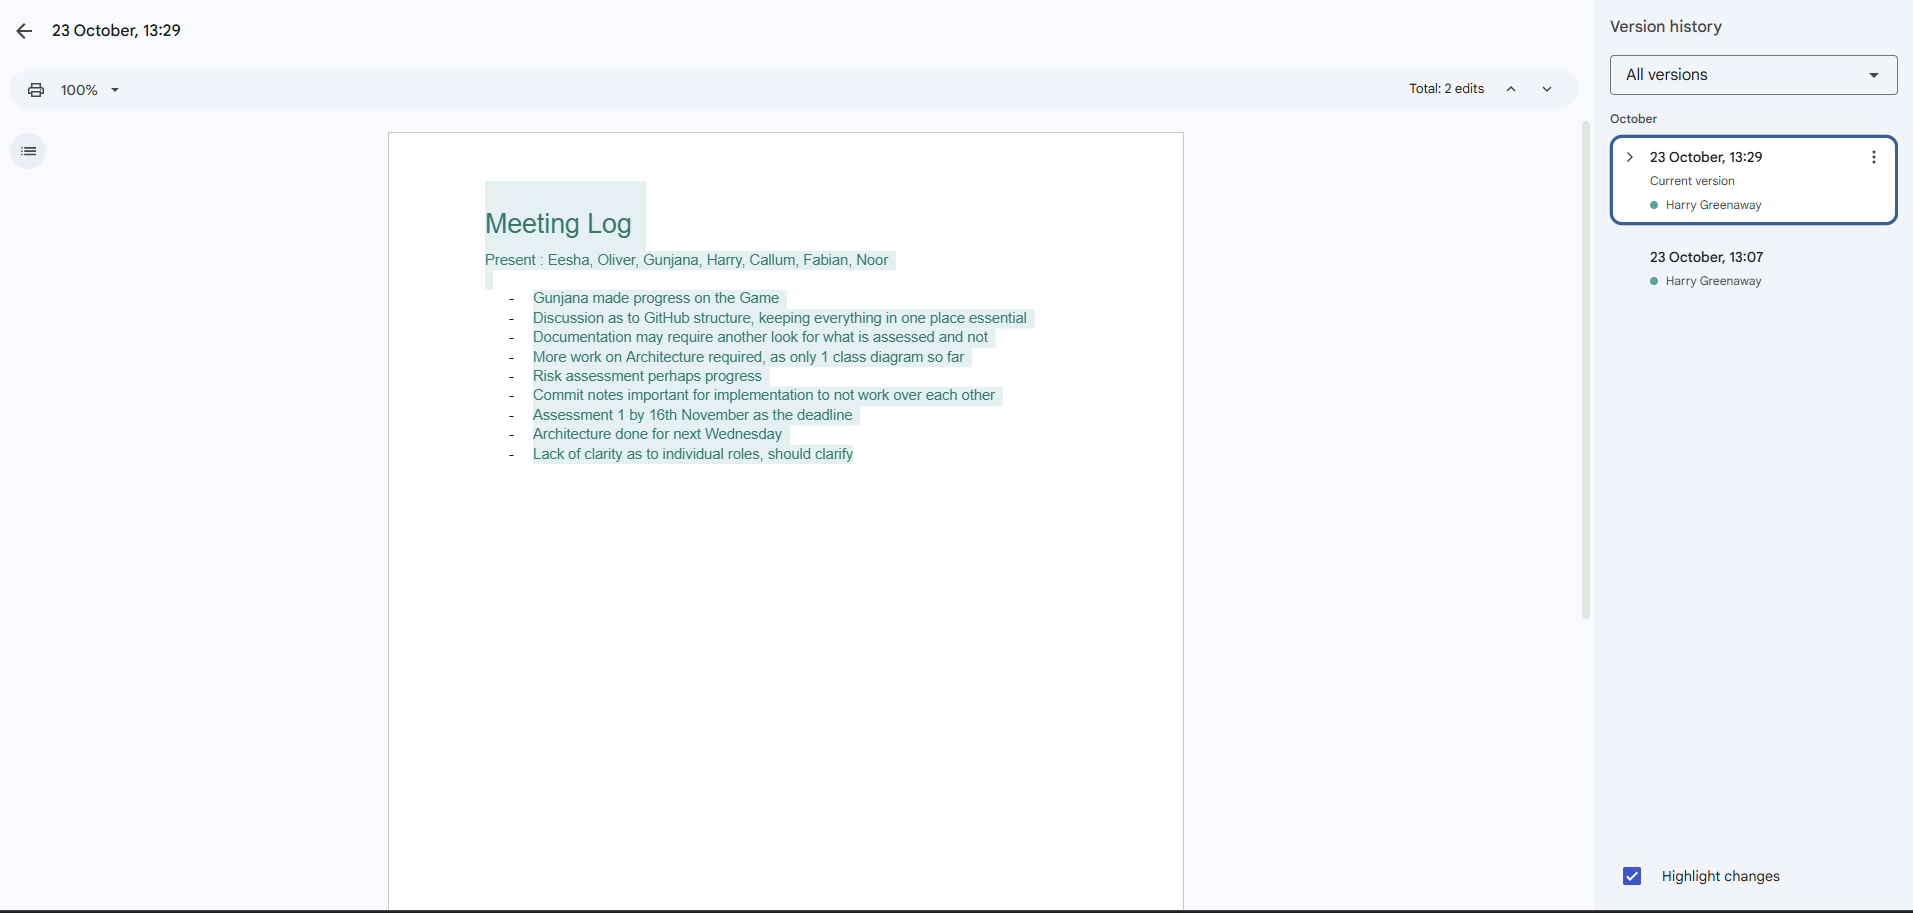 23 October, 13:29
100%
Total: 2 edits
Meeting Log
Present : Eesha, Oliver, Gunjana, Harry, Callum, Fabian, Noor
- Gunjana made progress on the Game
- Discussion as to GitHub structure, keeping everything in one place essential
- Documentation may require another look for what is assessed and not
- More work on Architecture required, as only 1 class diagram so far
- Risk assessment perhaps progress
- Commit notes important for implementation to not work over each other
- Assessment 1 by 16th November as the deadline
- Architecture done for next Wednesday
- Lack of clarity as to individual roles, should clarify
Version history
All versions
October
23 October, 13:29
Current version
Harry Greenaway
23 October, 13:07
Harry Greenaway
Highlight changes